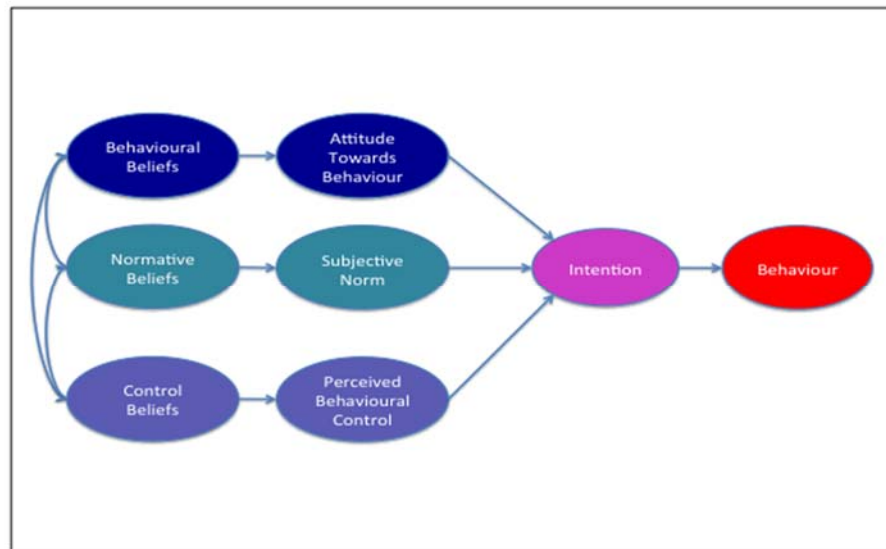 Behavioural
Beliefs
Attitude
Towards
Behaviour
Normative
Beliefs
Subjective
Norm
Intention
Behaviour
Control
Beliefs
Perceived
Behavioural
Control